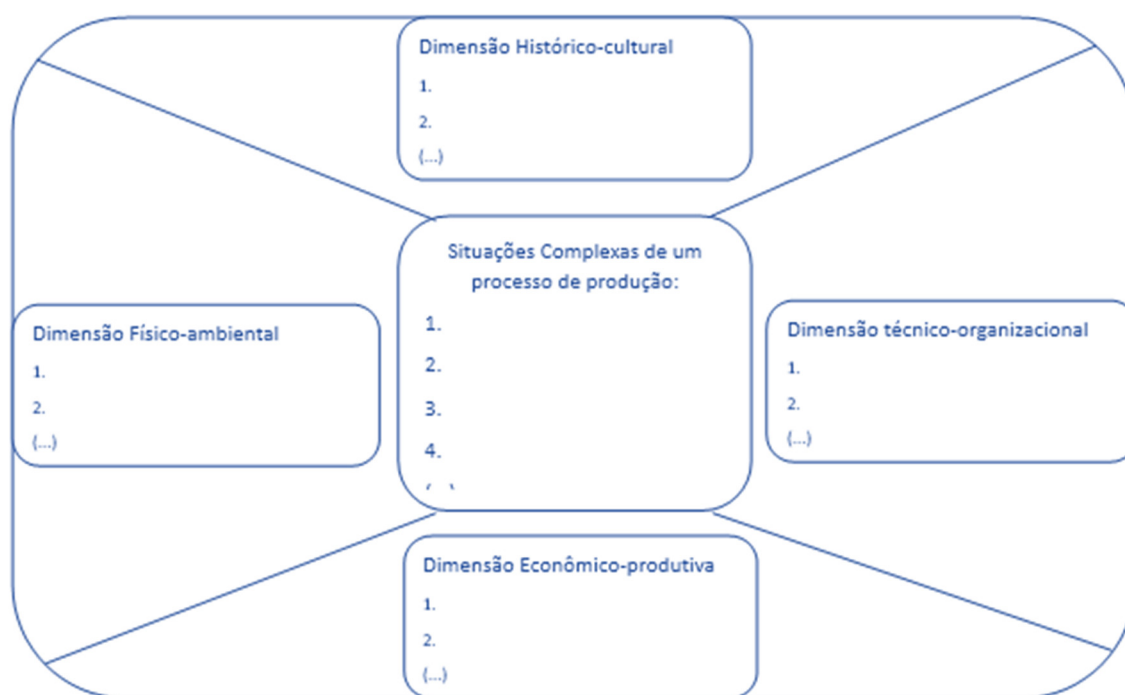 Dimensão Histórico-cultural
1.
2.
(...)
Situações Complexas de um
processo de produção:
1.
2.
3.
4.
Dimensão Físico-ambiental
1.
2.
(...)
Dimensão técnico-organizacional
1.
2.
(...)
Dimensão Econômico-produtiva
1.
2.
(...)